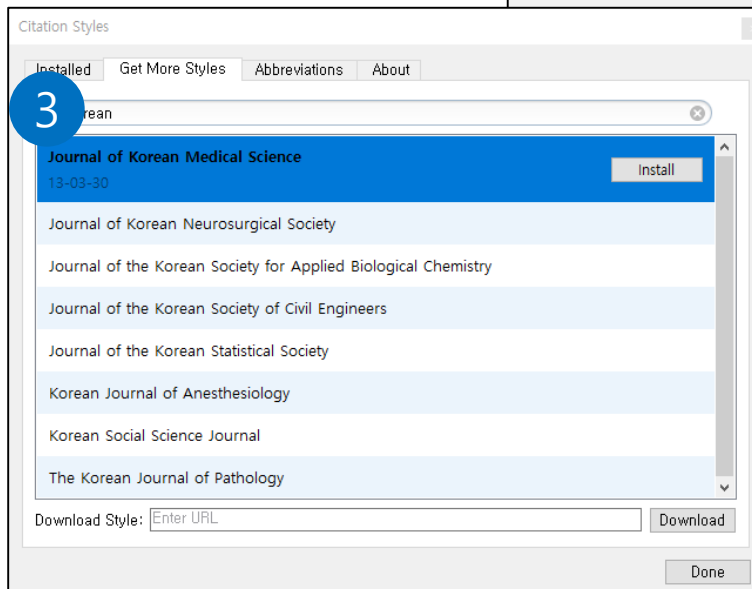 Citation Styles
Installed
Get More Styles
Abbreviations
About
3
rean
Journal of Korean Medical Science
13-03-30
Install
Journal of Korean Neurosurgical Society
Journal of the Korean Society for Applied Biological Chemistry
Journal of the Korean Society of Civil Engineers
Journal of the Korean Statistical Society
Korean Journal of Anesthesiology
Korean Social Science Journal
The Korean Journal of Pathology
Download Style: Enter URL
Download
Done